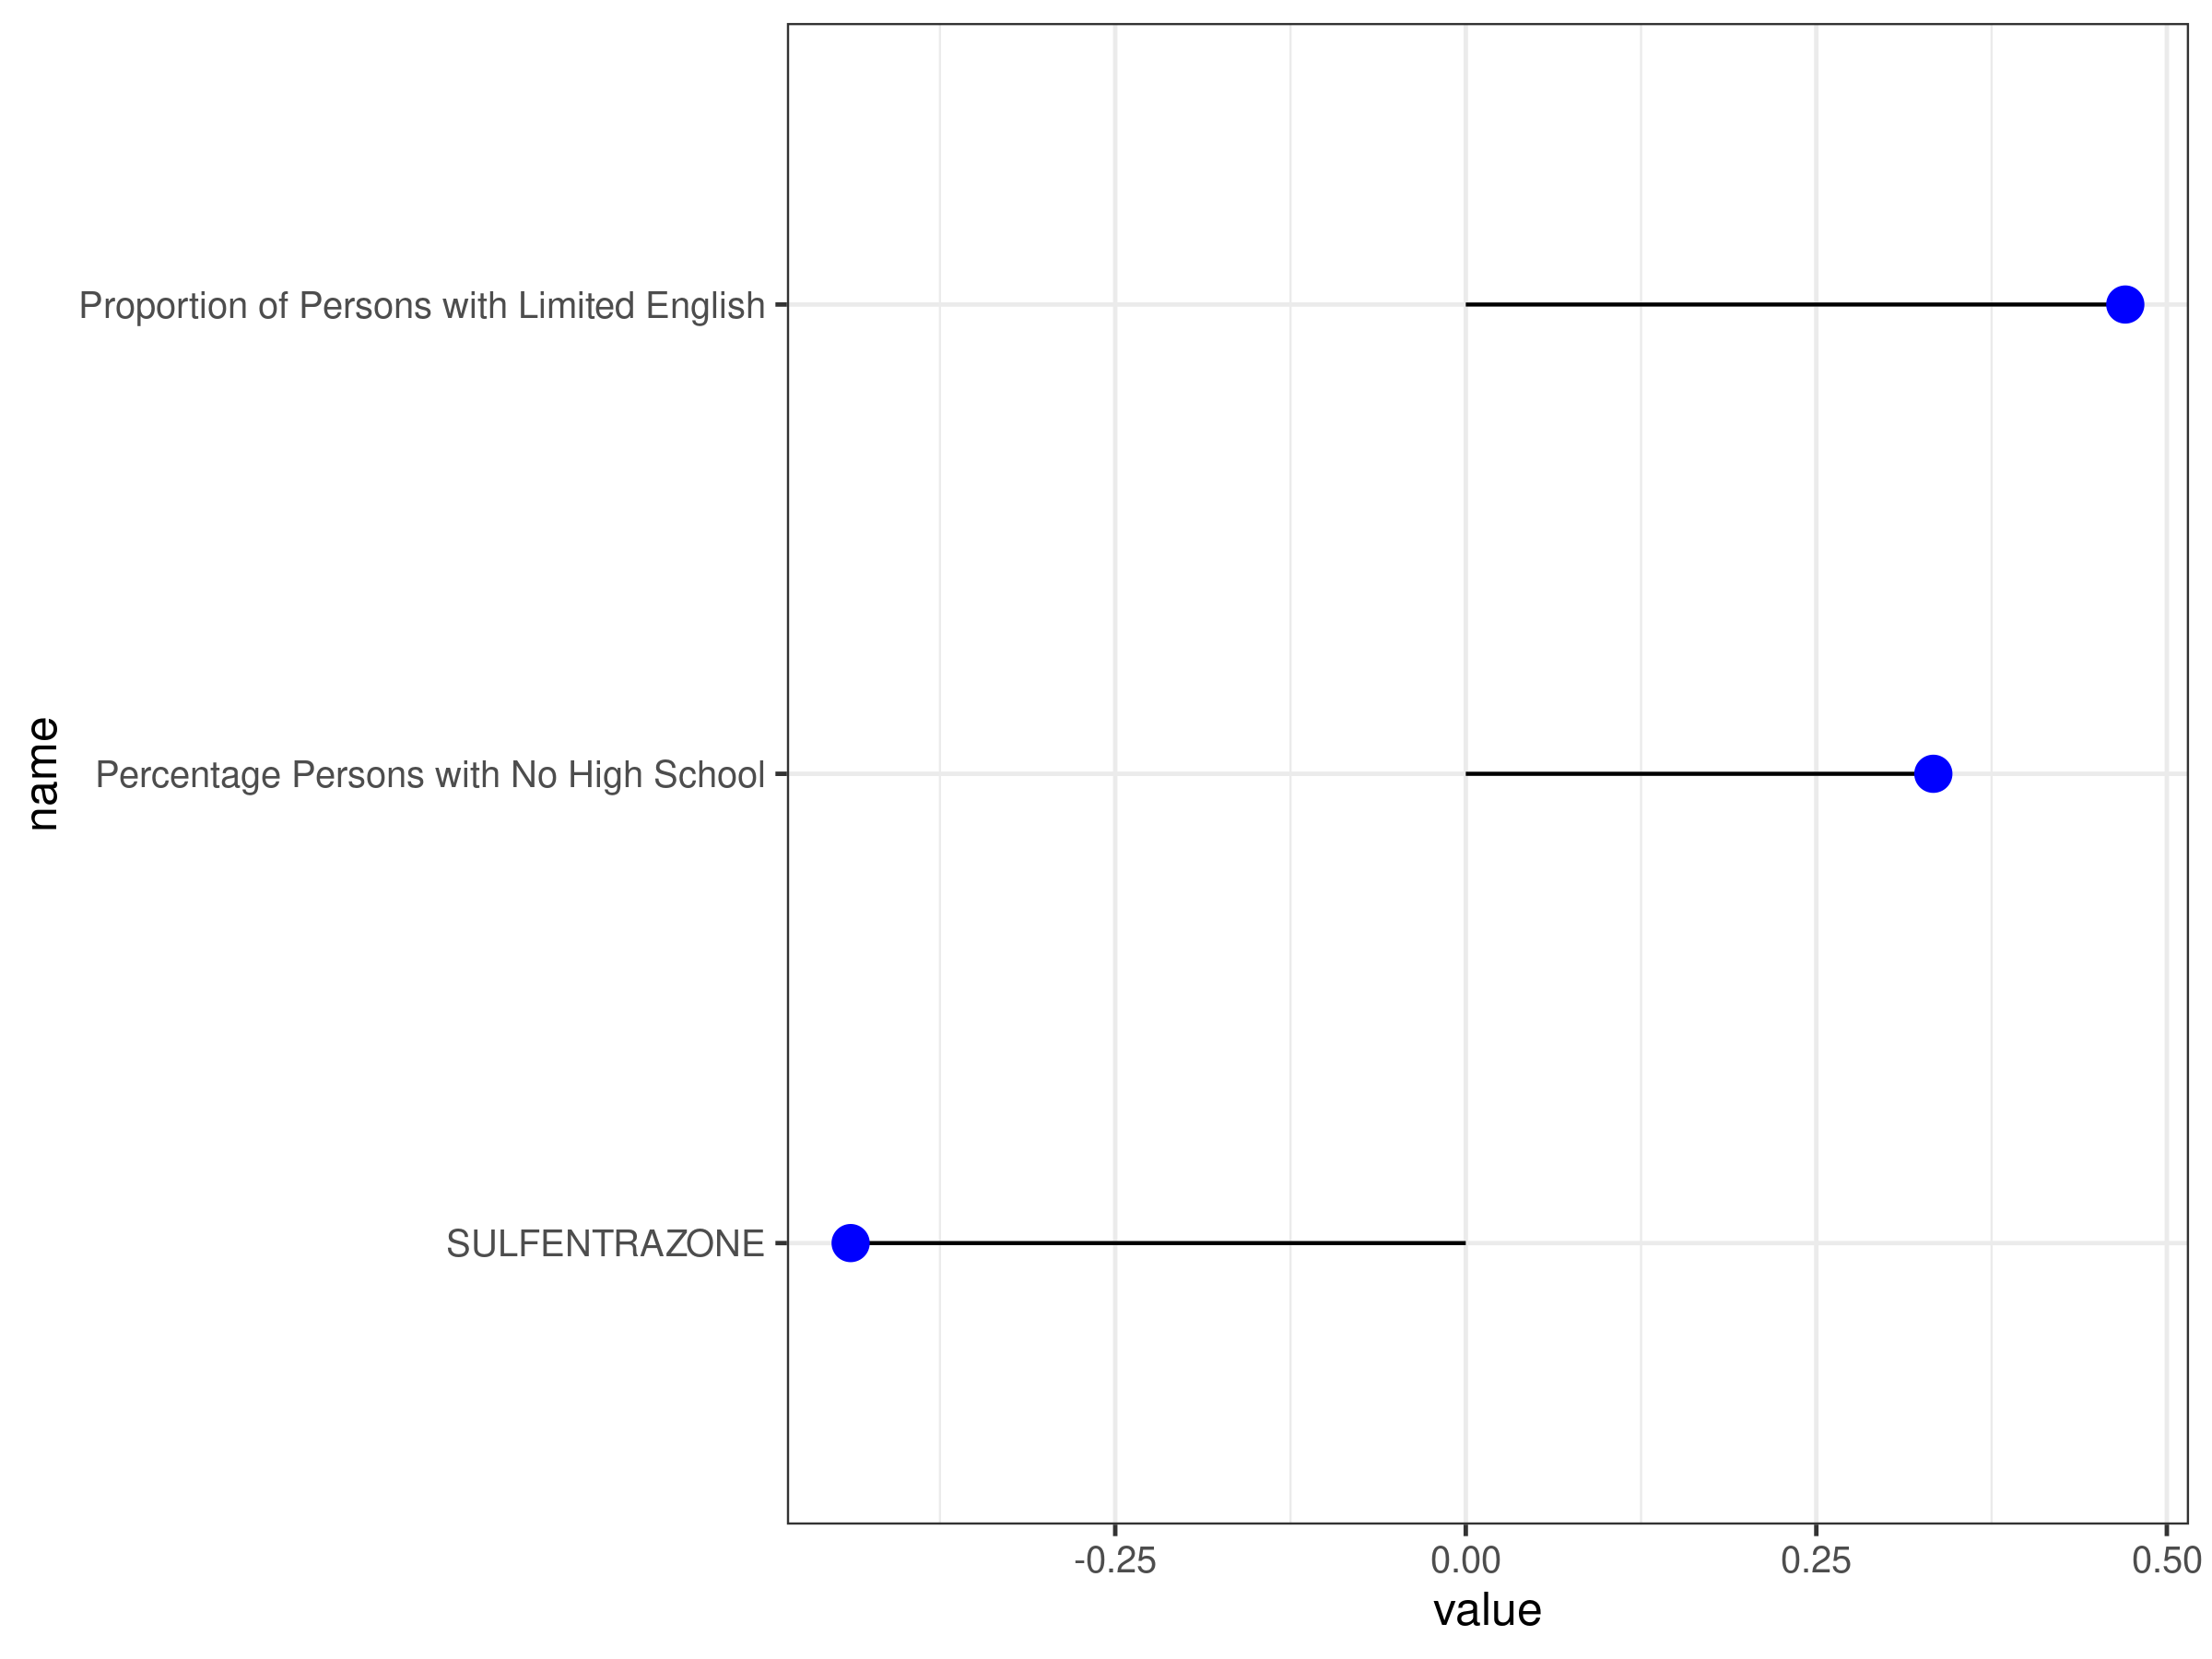 name
Proportion of Persons with Limited English
Percentage Persons with No High School
SULFENTRAZONE
-0.25
0.00
0.25
0.50
value